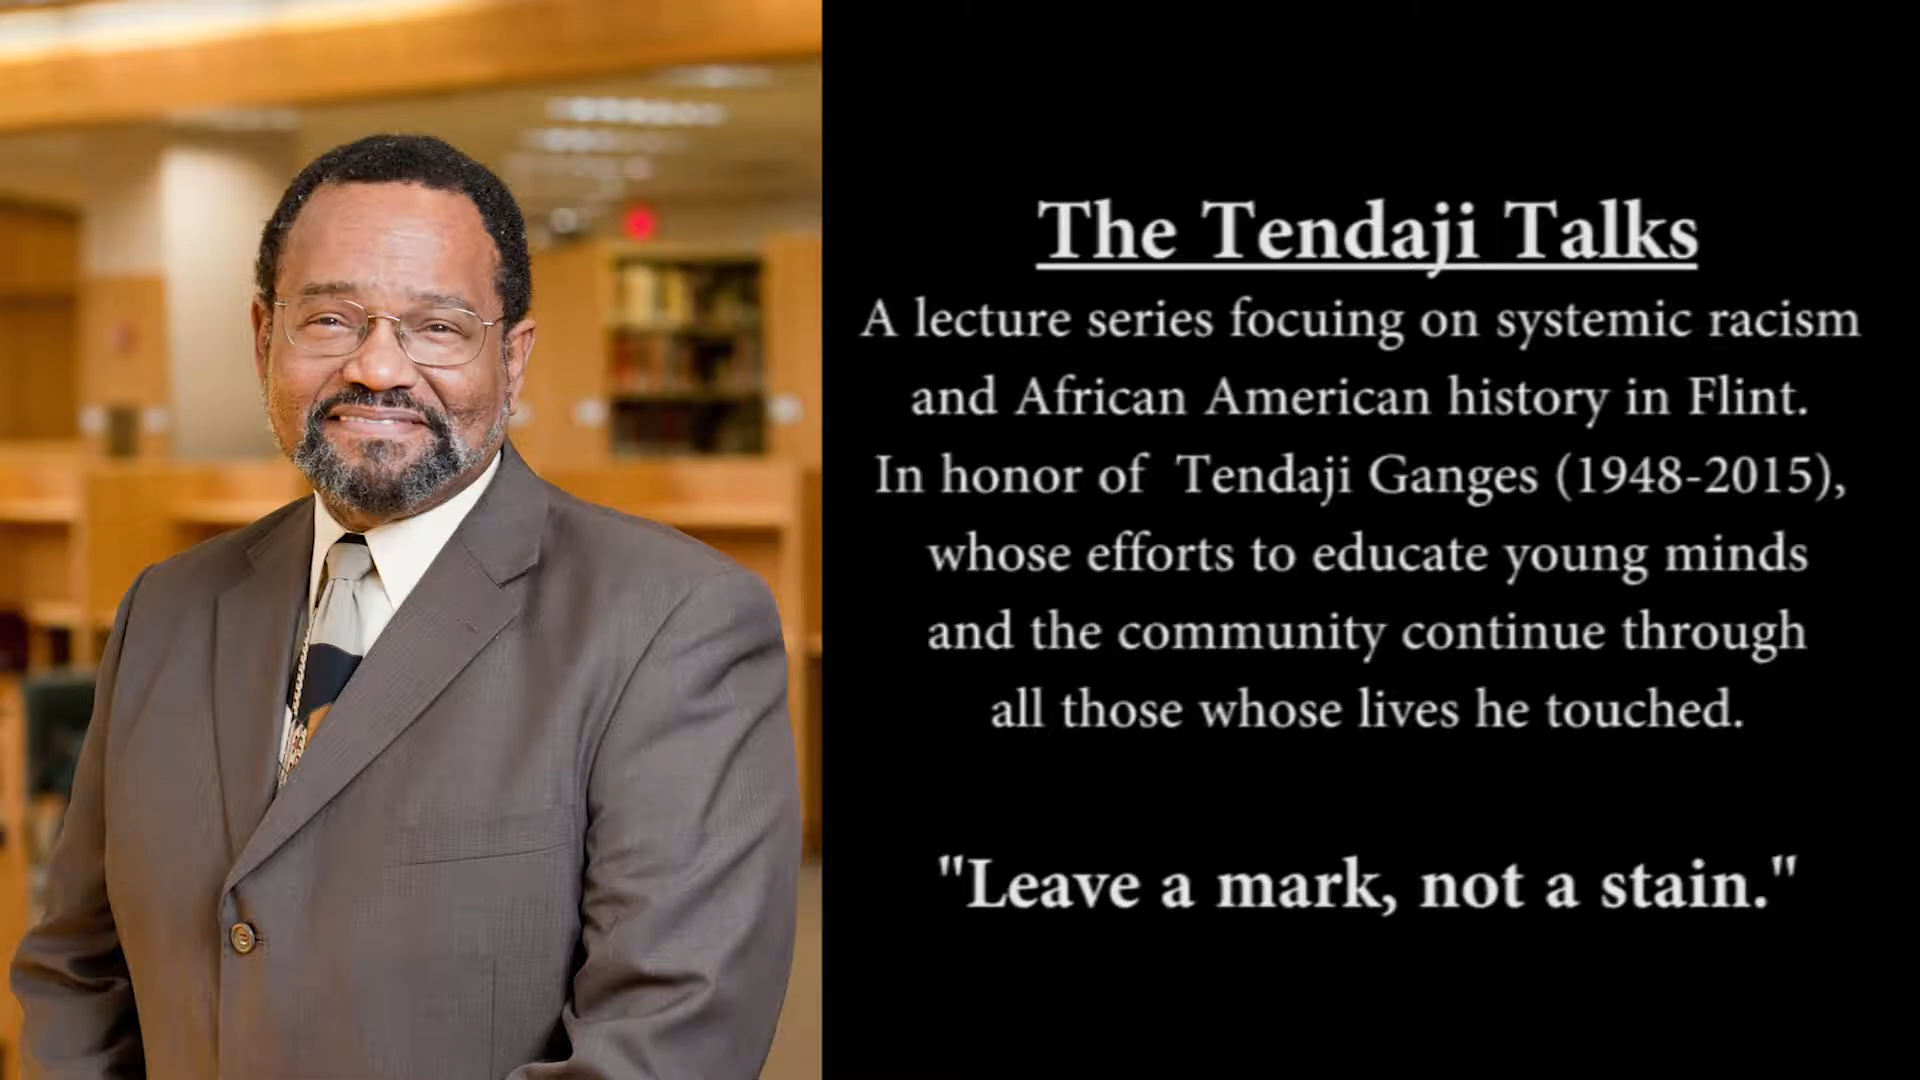 The Tendaji Talks
A lecture series focuing on systemic racism
and African American history in Flint.
In honor of Tendaji Ganges (1948-2015),
whose efforts to educate young minds
and the community continue through
all those whose lives he touched.
"Leave a mark, not a stain."